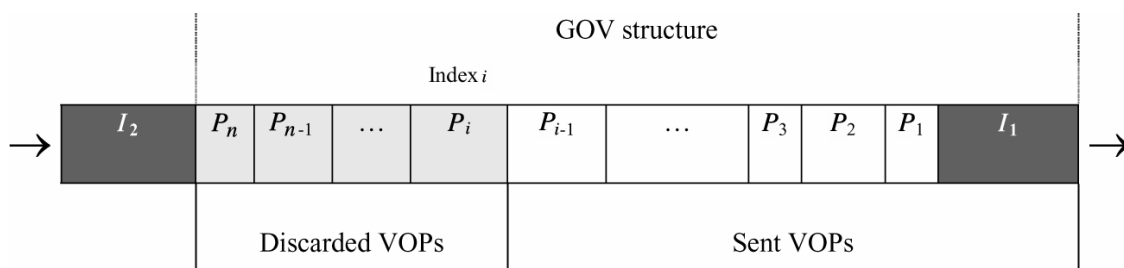 GOV structure
Index i
→ I₂ Pₙ Pₙ₋₁ … Pᵢ Pᵢ₋₁ … P₃ P₂ P₁ I₁ →
Discarded VOPs Sent VOPs